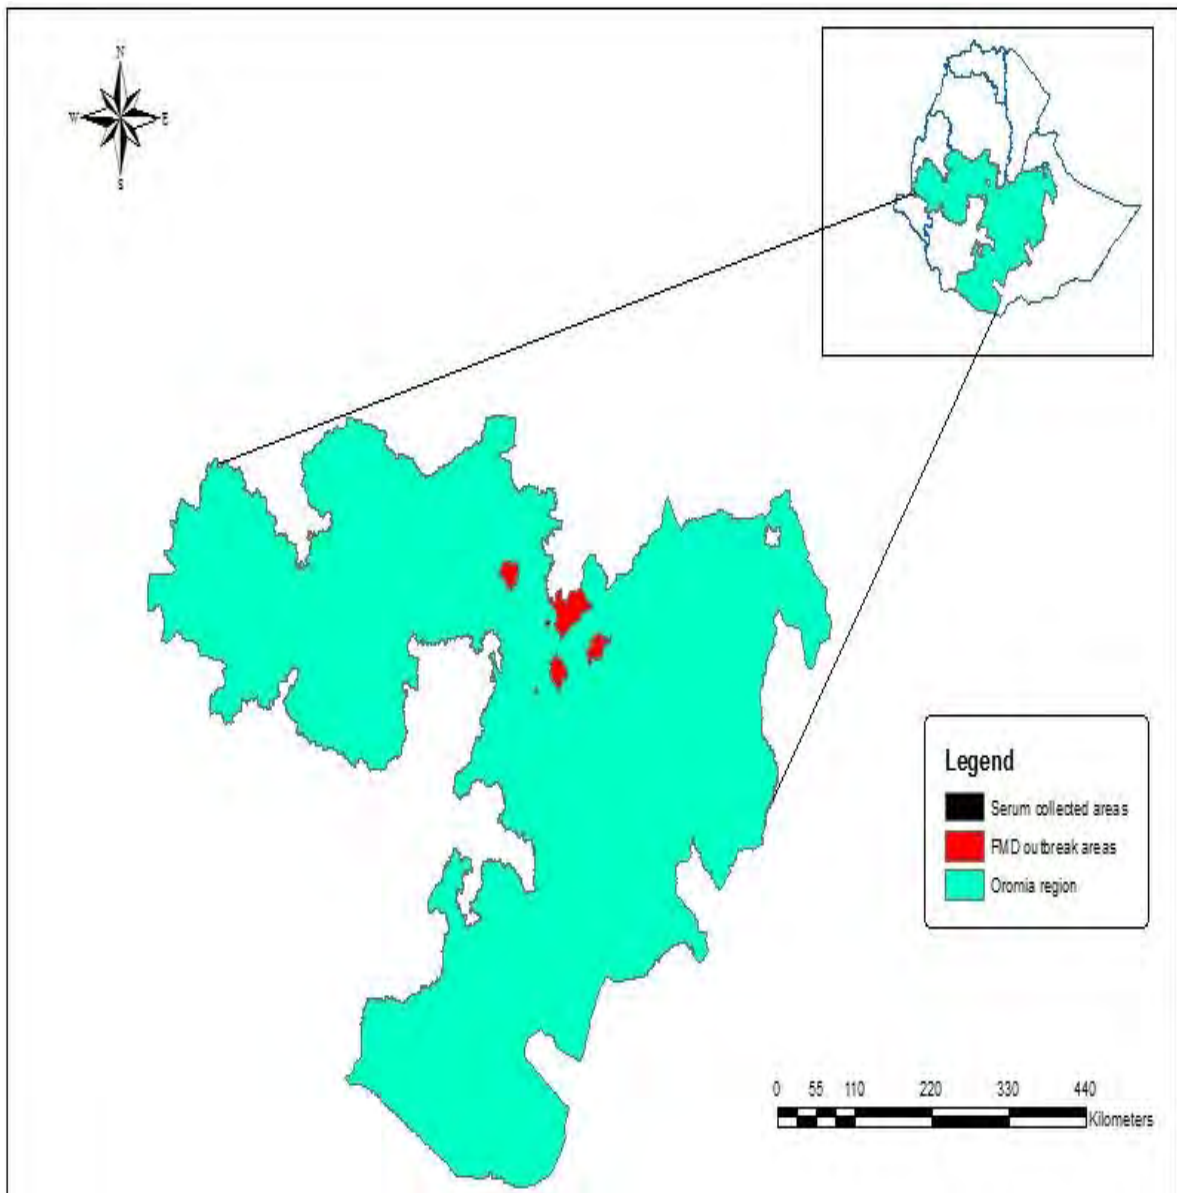 N
W E
S
Legend
Serum collected areas
FMD outbreak areas
Oromia region
0 55 110 220 330 440
Kilometers